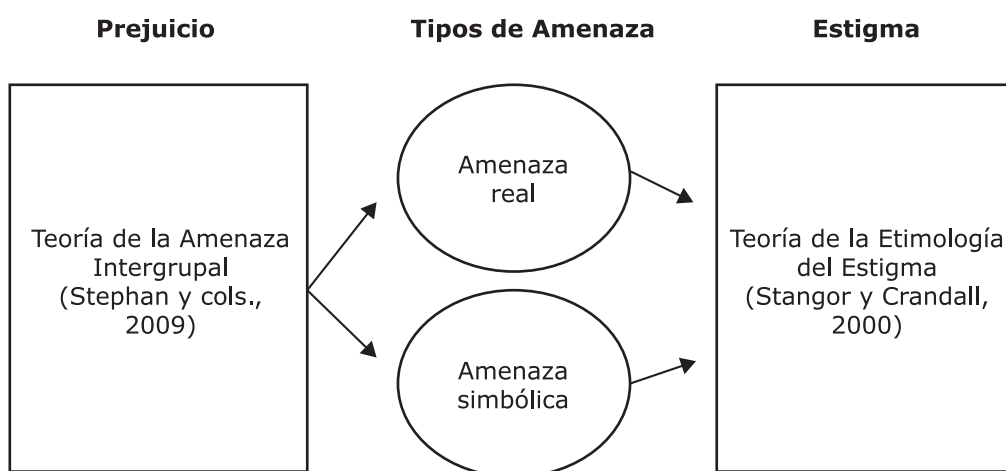 Prejuicio
Tipos de Amenaza
Estigma
Teoría de la Amenaza
Intergrupal
(Stephan y cols.,
2009)
Amenaza
real
Amenaza
simbólica
Teoría de la Etimología
del Estigma
(Stangor y Crandall,
2000)